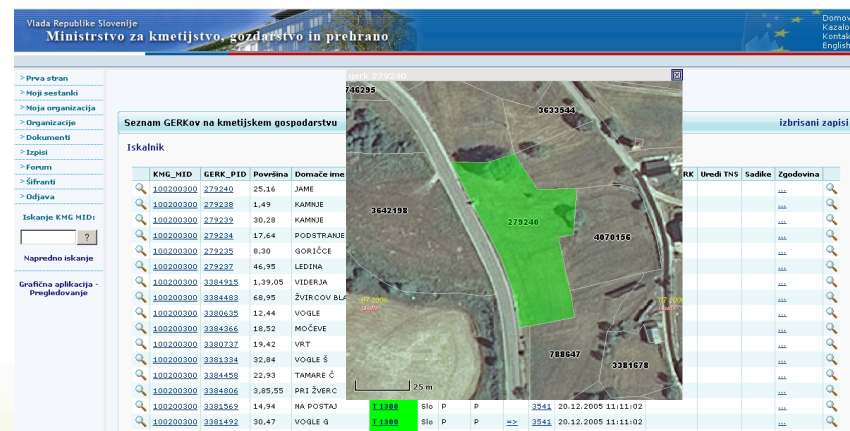 Vlada Republike Slovenije
Ministrstvo za kmetijstvo, gozdarstvo in prehrano
Domov
Kazalo
Kontak
English
> Prva stran
> Moji sestanki
> Moja organizacija
> Organizacije
> Dokumenti
> Izpisi
> Forum
> Šifranti
> Odjava
Iskanje KMG MID:
?
Napredno iskanje
Grafična aplikacija -
Pregledovanje
Seznam GERKov na kmetijskem gospodarstvu
izbrisani zapisi
Iskalnik
KMG_MID GERK_PID Površina Domače ime RK Uredi TNS Sadike Zgodovina
100200300 279240 25,16 JAME ...
100200300 279238 1,49 KAMNJE ...
100200300 279239 30,28 KAMNJE ...
100200300 279234 17,64 PODSTRANJE ...
100200300 279235 8,30 GORIČCE ...
100200300 279237 46,95 LEDINA ...
100200300 3384915 1,39,05 VIDERJA ...
100200300 3384483 68,95 ŽVIRCOV BLA ...
100200300 3380635 12,44 VOGLE ...
100200300 3384366 18,52 MOČEVE ...
100200300 3380737 19,42 VRT ...
100200300 3381334 32,84 VOGLE Š ...
100200300 3384458 22,93 TAMARE Č ...
100200300 3384806 3,85,55 PRI ŽVERC ...
100200300 3381569 14,94 NA POSTAJ T 1300 Slo P P 3541 20.12.2005 11:11:02 ...
100200300 3381492 30,47 VOGLE G T 1300 Slo P P => 3541 20.12.2005 11:11:02 ...
gerk 279240
746295
3633544
3642198
279240
4070156
07 2006
07 200
788647
3381678
25 m